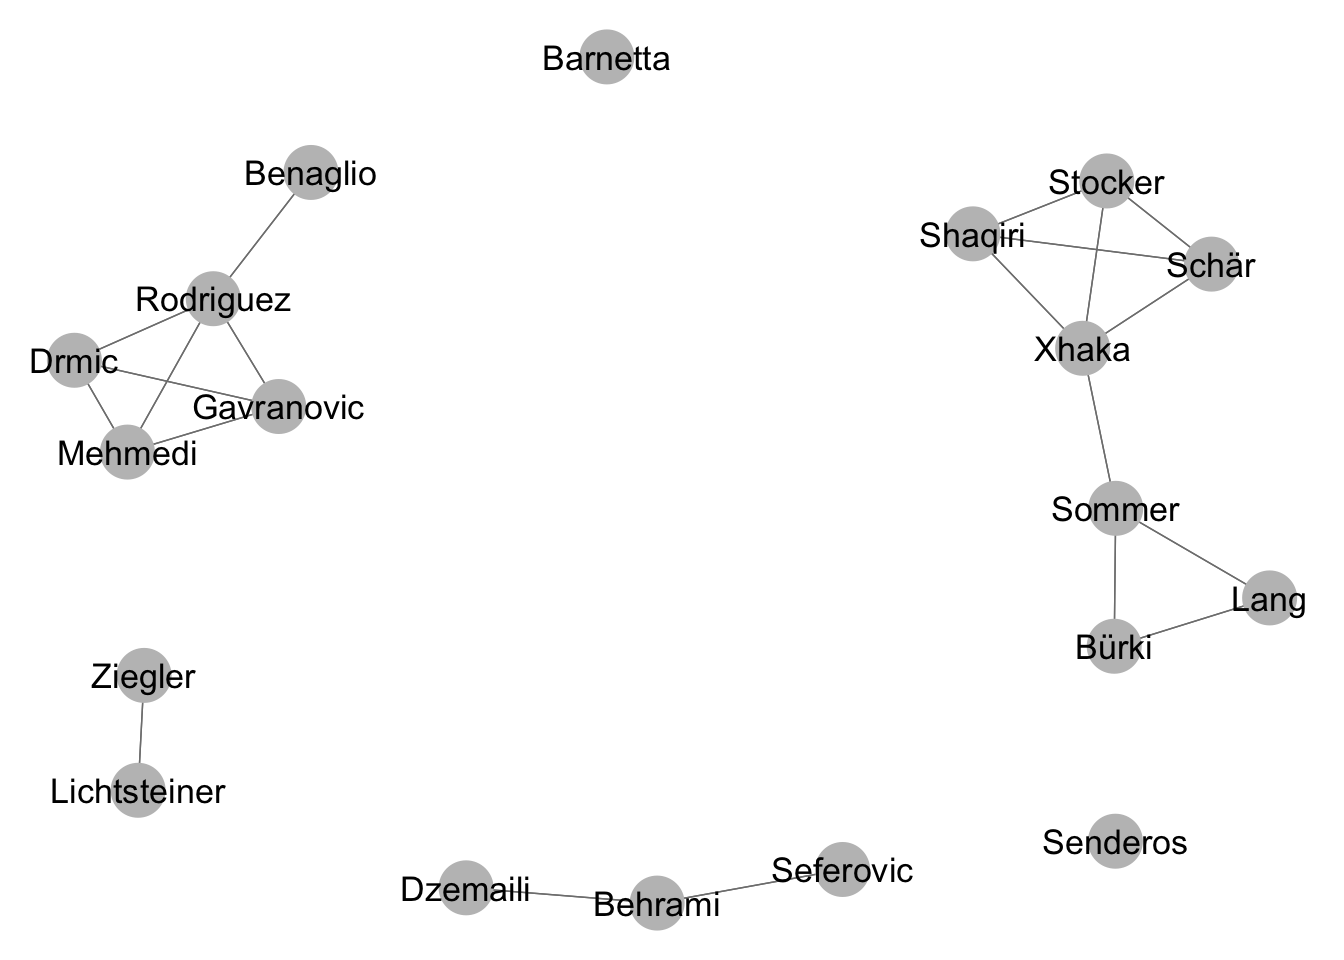 Barnetta
Benaglio
Stocker
Shaqiri
Schär
Rodriguez
Xhaka
Drmic
Gavranovic
Mehmedi
Sommer
Lang
Bürki
Ziegler
Lichtsteiner
Senderos
Seferovic
Dzemaili
Behrami